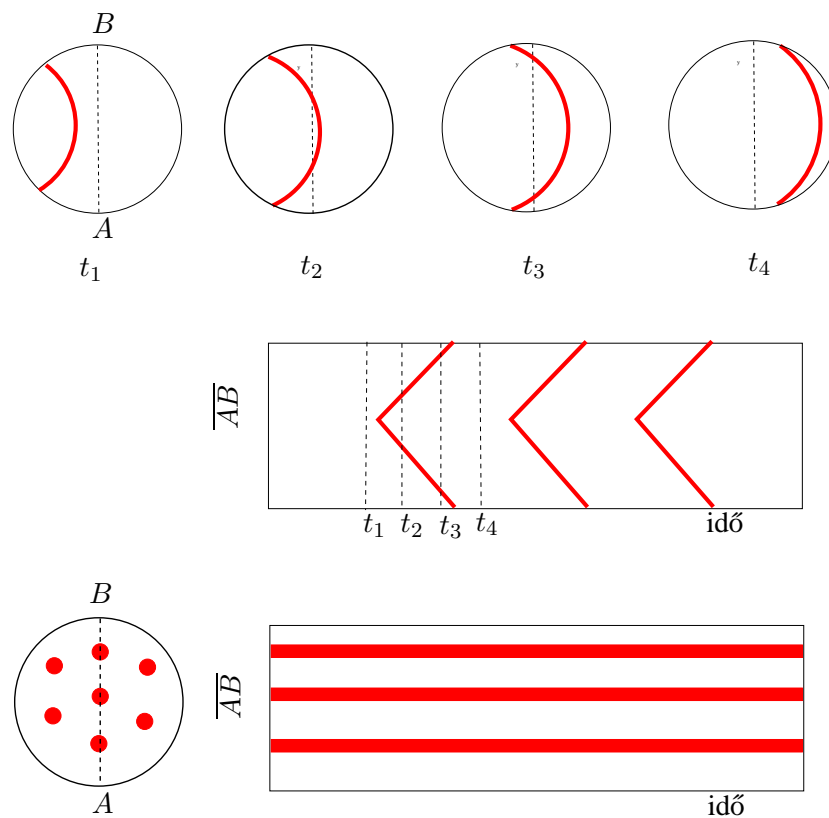 B
A
t₁ t₂ t₃ t₄
AB
t₁ t₂ t₃ t₄ idő
B
AB
A
idő